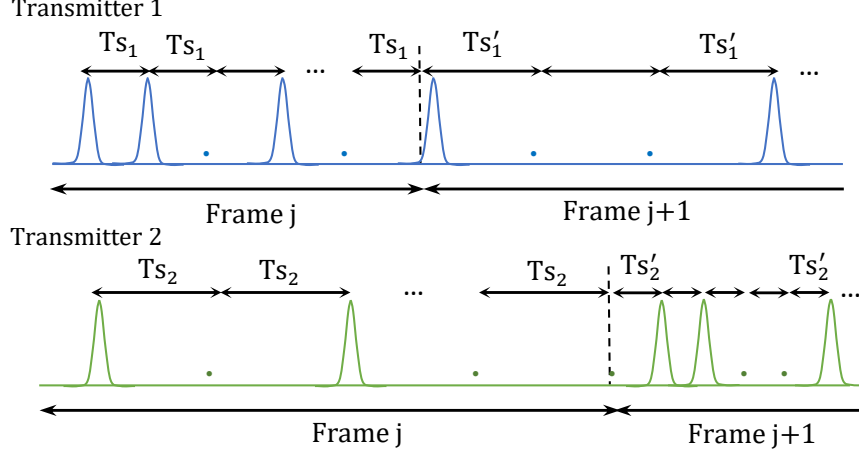 Transmitter 1
Ts₁ Ts₁ ... Ts₁ Ts₁′ Ts₁′ ...
Frame j Frame j+1
Transmitter 2
Ts₂ Ts₂ ... Ts₂ Ts₂′ Ts₂′ ...
Frame j Frame j+1